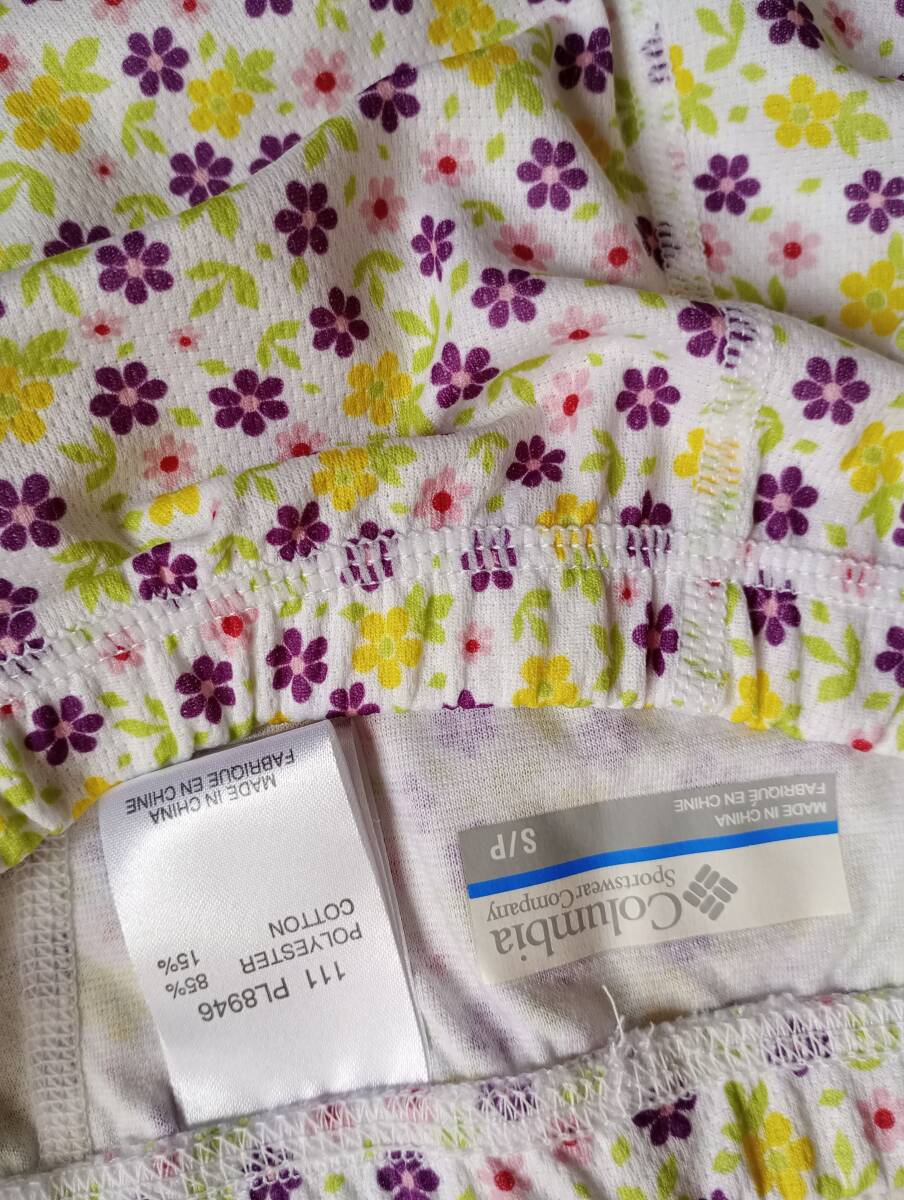 111 PL8946
POLYESTER 85%
COTTON 15%
MADE IN CHINA
FABRIQUE EN CHINE
Columbia
Sportswear Company
S/P
MADE IN CHINA
FABRIQUÉ EN CHINE